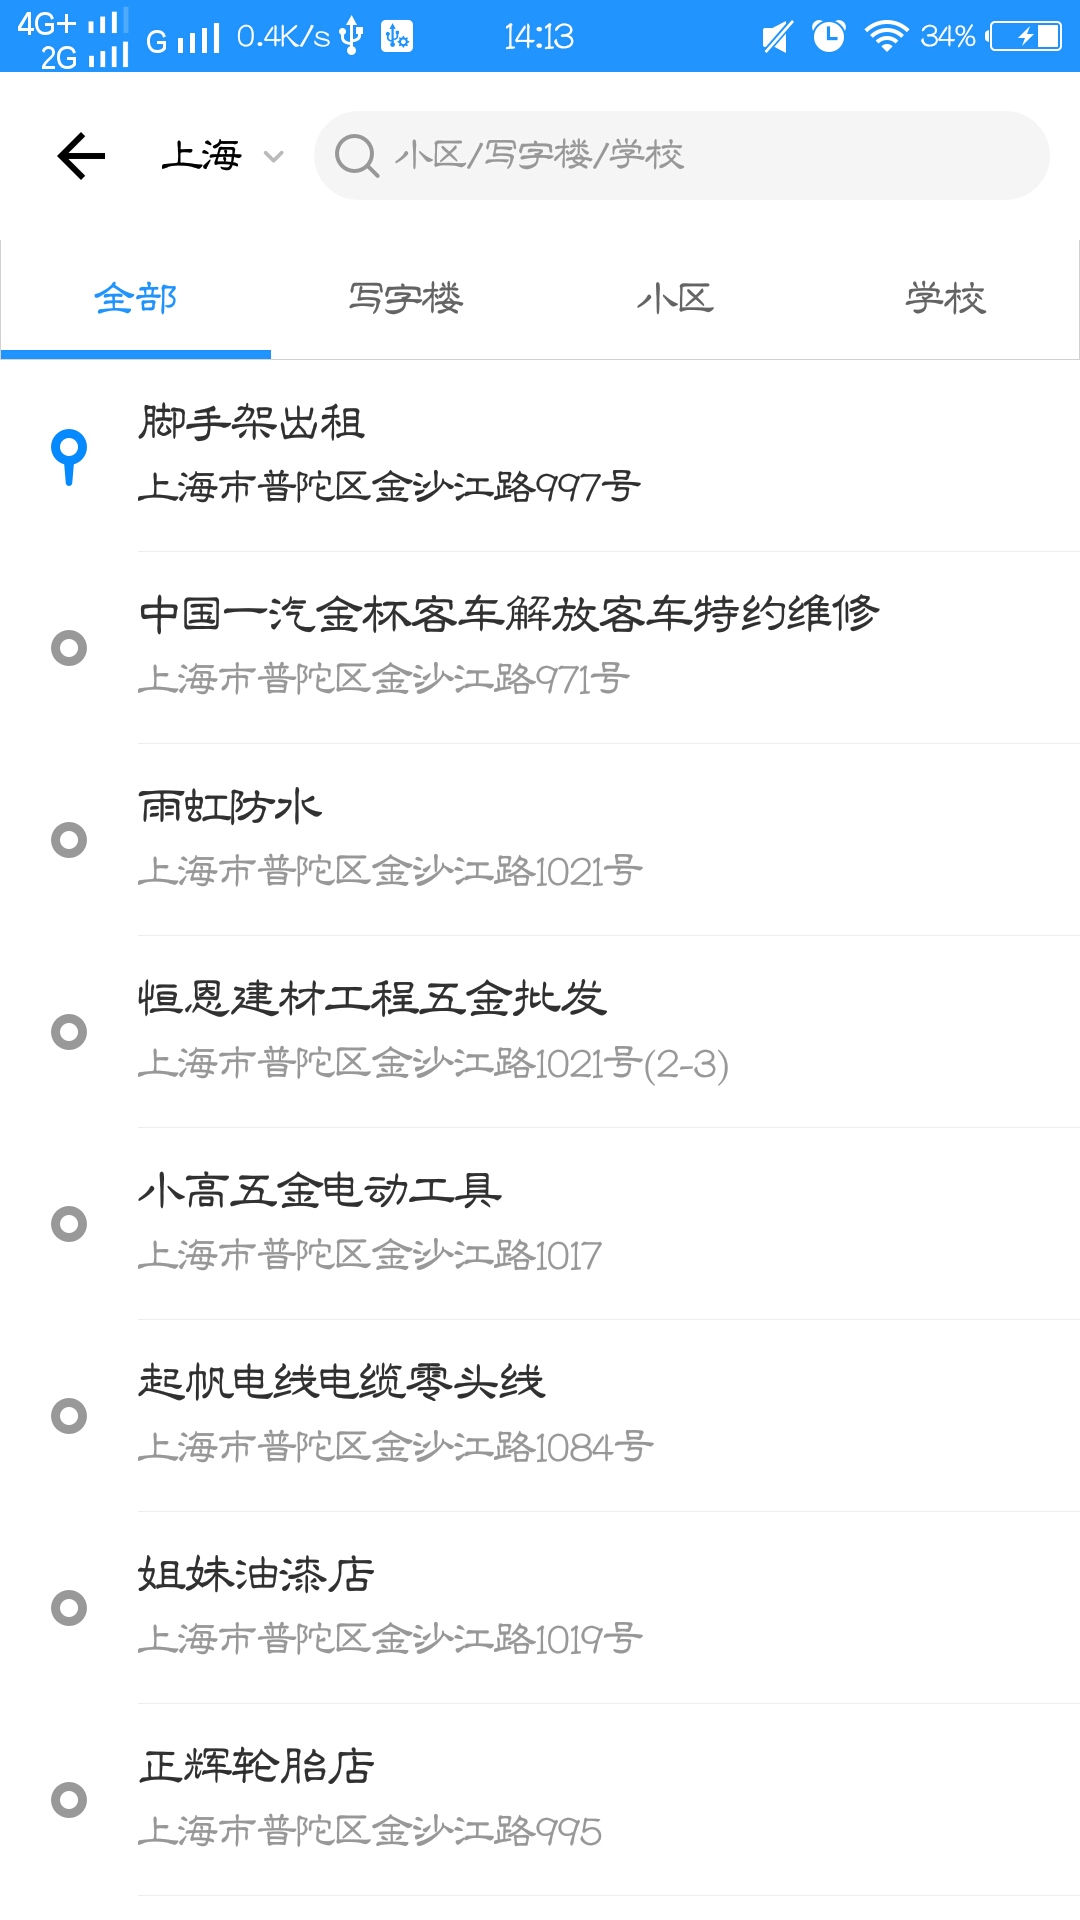 4G+ 2G G 0.4K/s 14:13 34%
上海 小区/写字楼/学校
全部 写字楼 小区 学校
脚手架出租
上海市普陀区金沙江路997号
中国一汽金杯客车解放客车特约维修
上海市普陀区金沙江路971号
雨虹防水
上海市普陀区金沙江路1021号
恒恩建材工程五金批发
上海市普陀区金沙江路1021号(2-3)
小高五金电动工具
上海市普陀区金沙江路1017
起帆电线电缆零头线
上海市普陀区金沙江路1084号
姐妹油漆店
上海市普陀区金沙江路1019号
正辉轮胎店
上海市普陀区金沙江路995